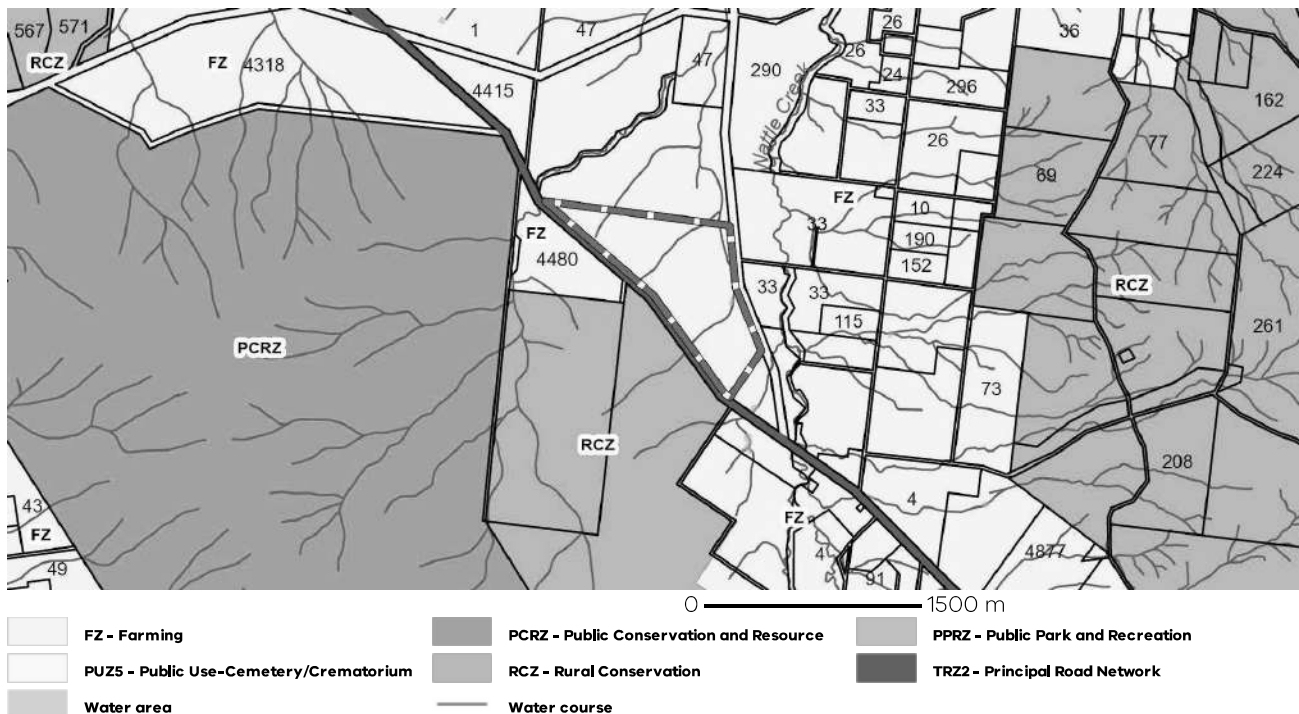 567
571
RCZ
FZ
4318
1
47
4415
47
290
Nattle Creek
26
26
24
33
296
26
36
69
77
162
224
FZ
33
10
190
152
FZ
4480
33
33
115
RCZ
261
73
PCRZ
RCZ
208
43
FZ
49
FZ
4
4
91
4877
0 1500 m
FZ - Farming
PCRZ - Public Conservation and Resource
PPRZ - Public Park and Recreation
PUZ5 - Public Use-Cemetery/Crematorium
RCZ - Rural Conservation
TRZ2 - Principal Road Network
Water area
Water course